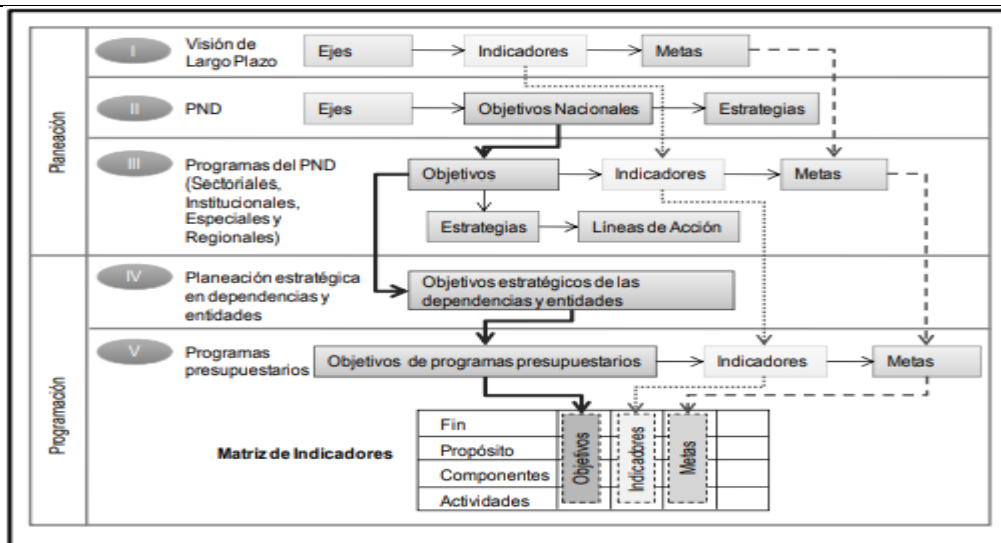 Planeación
I
Visión de
Largo Plazo
Ejes
Indicadores
Metas
II
PND
Ejes
Objetivos Nacionales
Estrategias
III
Programas del PND
(Sectoriales,
Institucionales,
Especiales y
Regionales)
Objetivos
Indicadores
Metas
Estrategias
Líneas de Acción
Programación
IV
Planeación estratégica
en dependencias y
entidades
Objetivos estratégicos de las
dependencias y entidades
V
Programas
presupuestarios
Objetivos de programas presupuestarios
Indicadores
Metas
Matriz de Indicadores
Fin
Propósito
Componentes
Actividades
Objetivos
Indicadores
Metas